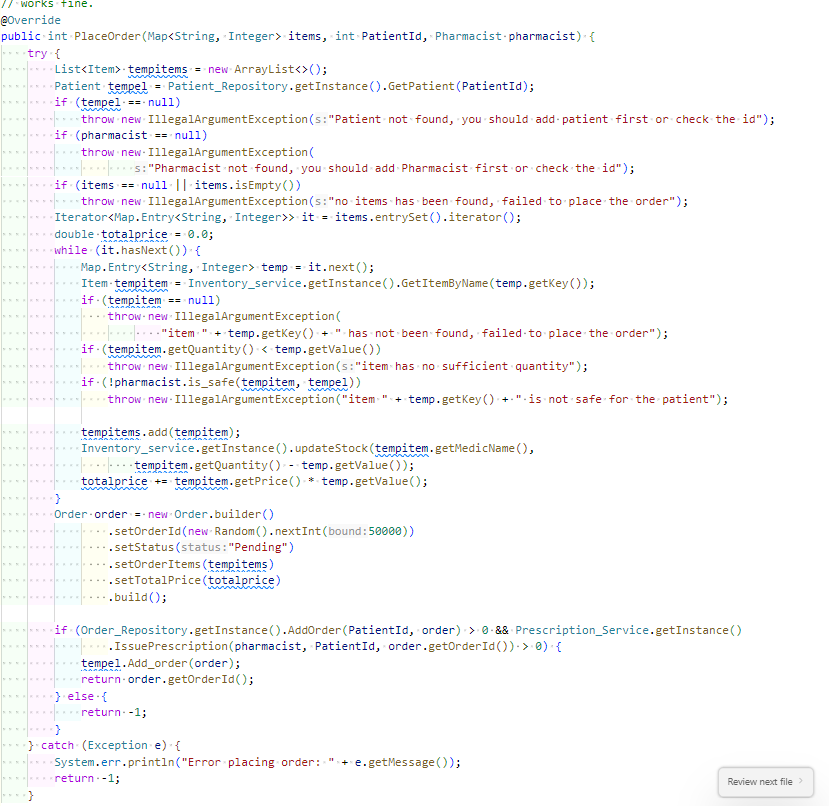 // works fine.
@Override
public int PlaceOrder(Map<String, Integer> items, int PatientId, Pharmacist pharmacist) {
    try {
        List<Item> tempitems = new ArrayList<>();
        Patient tempel = Patient_Repository.getInstance().GetPatient(PatientId);
        if (tempel == null)
            throw new IllegalArgumentException(s:"Patient not found, you should add patient first or check the id");
        if (pharmacist == null)
            throw new IllegalArgumentException(
                    s:"Pharmacist not found, you should add Pharmacist first or check the id");
        if (items == null || items.isEmpty())
            throw new IllegalArgumentException(s:"no items has been found, failed to place the order");
        Iterator<Map.Entry<String, Integer>> it = items.entrySet().iterator();
        double totalprice = 0.0;
        while (it.hasNext()) {
            Map.Entry<String, Integer> temp = it.next();
            Item tempitem = Inventory_service.getInstance().GetItemByName(temp.getKey());
            if (tempitem == null)
                throw new IllegalArgumentException(
                        "item " + temp.getKey() + " has not been found, failed to place the order");
            if (tempitem.getQuantity() < temp.getValue())
                throw new IllegalArgumentException(s:"item has no sufficient quantity");
            if (!pharmacist.is_safe(tempitem, tempel))
                throw new IllegalArgumentException("item " + temp.getKey() + " is not safe for the patient");

            tempitems.add(tempitem);
            Inventory_service.getInstance().updateStock(tempitem.getMedicName(),
                    tempitem.getQuantity() - temp.getValue());
            totalprice += tempitem.getPrice() * temp.getValue();
        }
        Order order = new Order.builder()
                .setOrderId(new Random().nextInt(bound:50000))
                .setStatus(status:"Pending")
                .setOrderItems(tempitems)
                .setTotalPrice(totalprice)
                .build();

        if (Order_Repository.getInstance().AddOrder(PatientId, order) > 0 && Prescription_Service.getInstance()
                .IssuePrescription(pharmacist, PatientId, order.getOrderId()) > 0) {
            tempel.Add_order(order);
            return order.getOrderId();
        } else {
            return -1;
        }
    } catch (Exception e) {
        System.err.println("Error placing order: " + e.getMessage());
        return -1;
    }
Review next file >